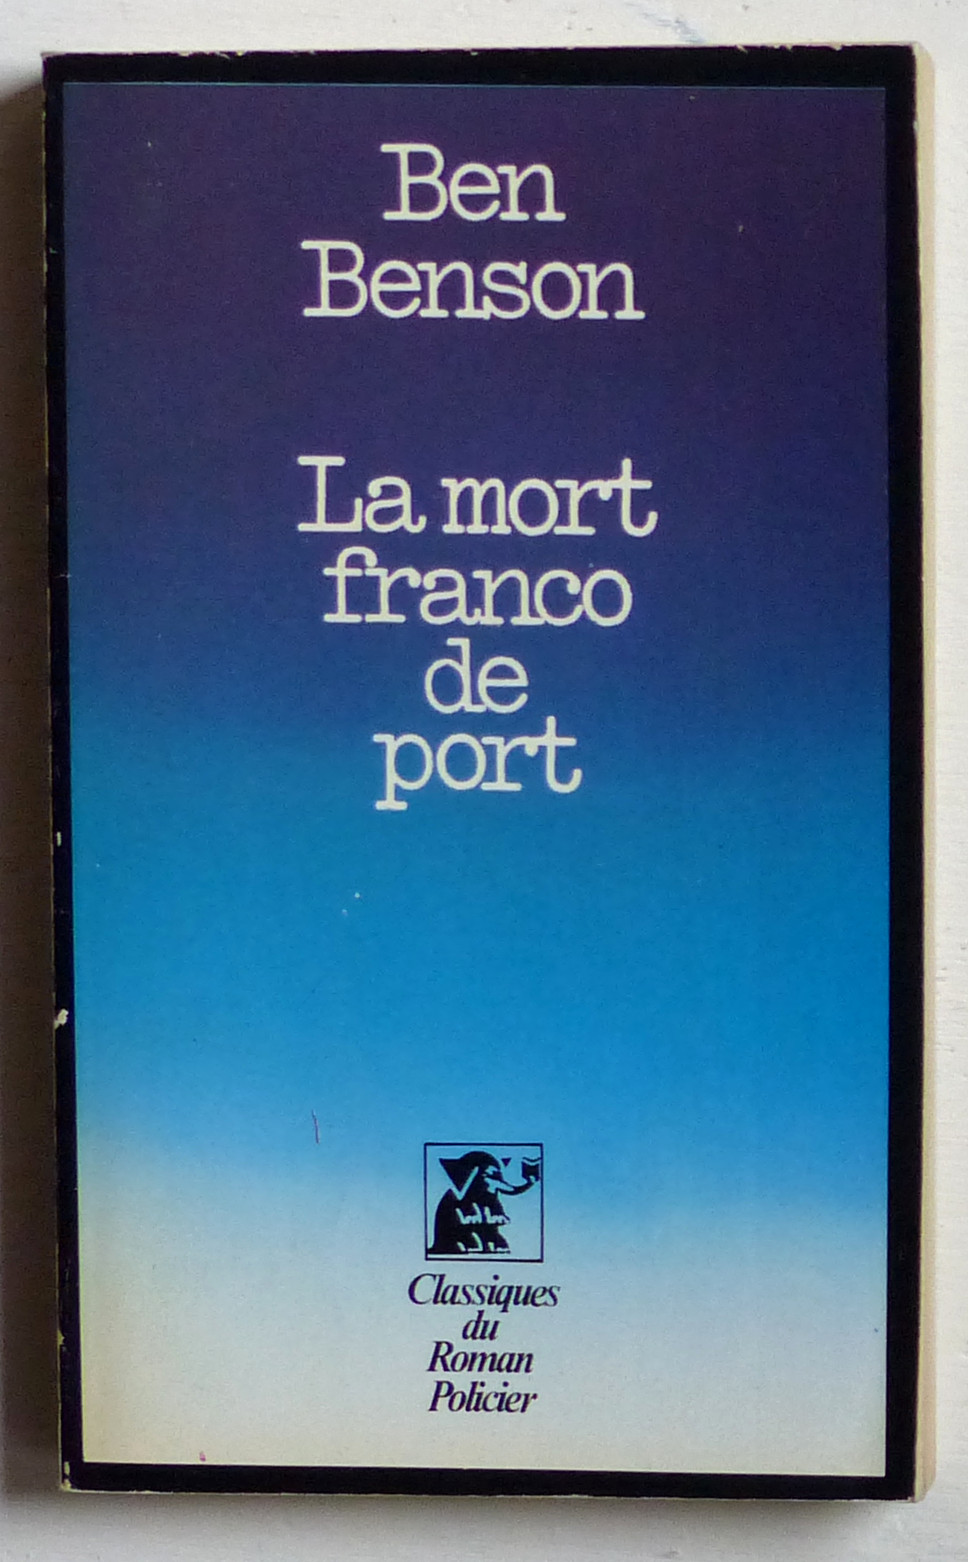 Ben
Benson
La mort
franco
de
port
Classiques
du
Roman
Policier